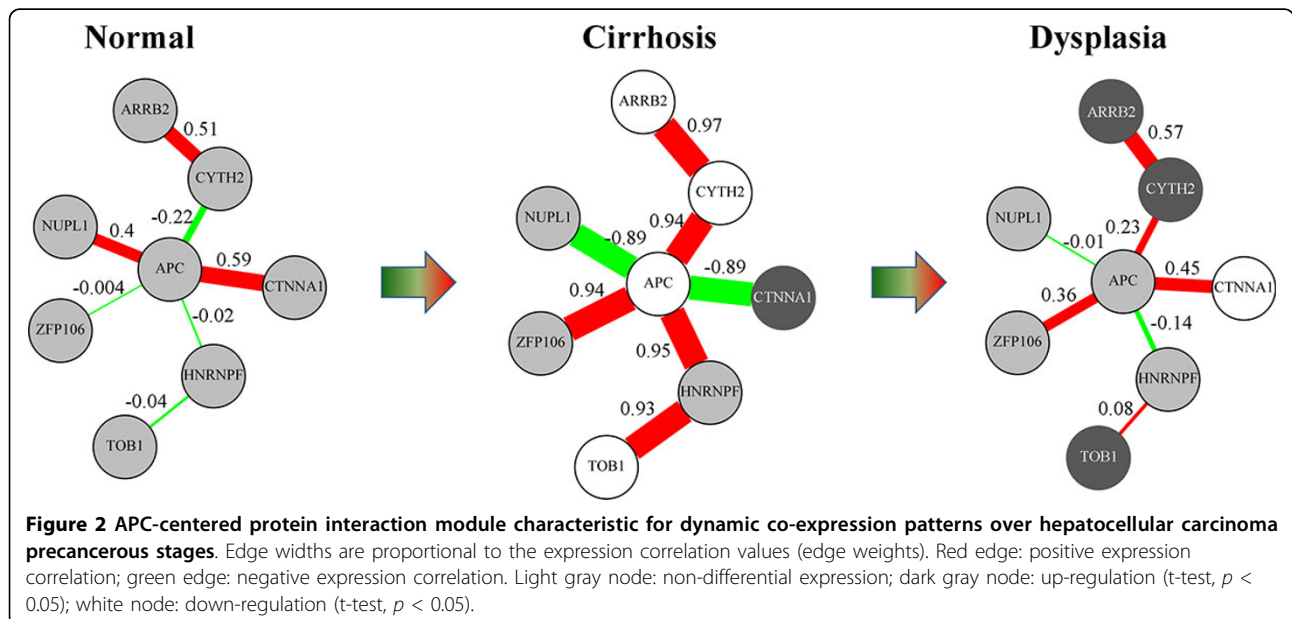 Normal
Cirrhosis
Dysplasia
ARRB2
0.51
CYTH2
-0.22
NUPL1
0.4
APC
0.59
CTNNA1
-0.004
ZFP106
-0.02
HNRNPF
-0.04
TOB1
ARRB2
0.97
CYTH2
0.94
NUPL1
-0.89
APC
-0.89
CTNNA1
0.94
ZFP106
0.95
HNRNPF
0.93
TOB1
ARRB2
0.57
CYTH2
0.23
NUPL1
-0.01
APC
0.45
CTNNA1
0.36
ZFP106
-0.14
HNRNPF
0.08
TOB1
Figure 2 APC-centered protein interaction module characteristic for dynamic co-expression patterns over hepatocellular carcinoma
precancerous stages. Edge widths are proportional to the expression correlation values (edge weights). Red edge: positive expression
correlation; green edge: negative expression correlation. Light gray node: non-differential expression; dark gray node: up-regulation (t-test, p <
0.05); white node: down-regulation (t-test, p < 0.05).